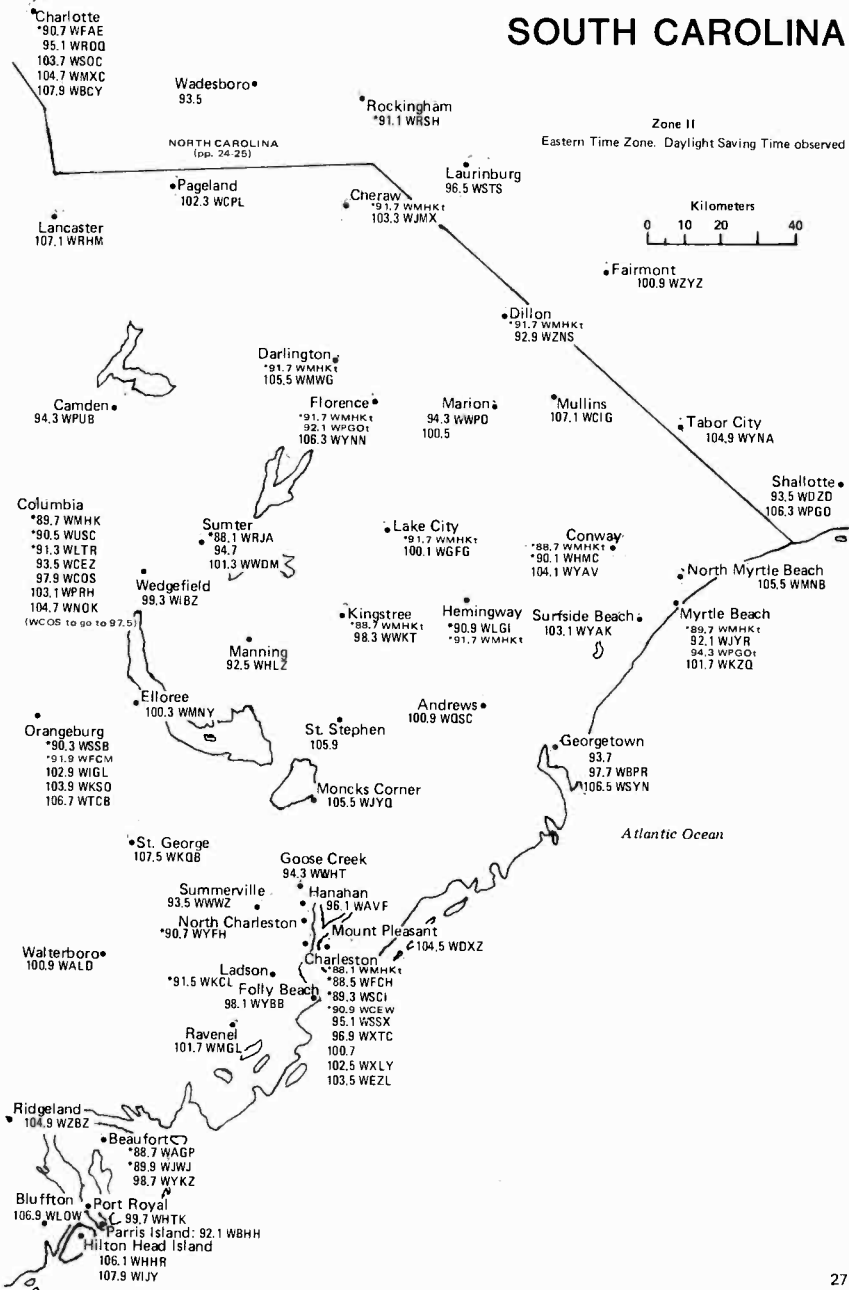 SOUTH CAROLINA
Charlotte
*90.7 WFAE
95.1 WROQ
103.7 WSOC
104.7 WMXC
107.9 WBCY
Wadesboro
93.5
Rockingham
*91.1 WRSH
Zone II
Eastern Time Zone. Daylight Saving Time observed
NORTH CAROLINA
(pp. 24-25)
Laurinburg
96.5 WSTS
Pageland
102.3 WCPL
Cheraw
*91.7 WMHKt
103.3 WJMX
Kilometers
0 10 20 40
Lancaster
107.1 WRHM
Fairmont
100.9 WZYZ
Dillon
*91.7 WMHKt
92.9 WZNS
Darlington
*91.7 WMHKt
105.5 WMWG
Camden
94.3 WPUB
Florence
*91.7 WMHKt
92.1 WPGOt
106.3 WYNN
Marion
94.3 WWPD
100.5
Mullins
107.1 WCIG
Tabor City
104.9 WYNA
Shallotte
93.5 WDZD
106.3 WPGO
Columbia
*89.7 WMHK
*90.5 WUSC
*91.3 WLTR
93.5 WCEZ
97.9 WCOS
103.1 WPRH
104.7 WNOK
(WCOS to go to 97.5)
Sumter
*88.1 WRJA
94.7
101.3 WWDM
Lake City
*91.7 WMHKt
100.1 WGFG
Conway
*88.7 WMHKt
*90.1 WHMC
104.1 WYAV
Wedgefield
99.3 WIBZ
North Myrtle Beach
105.5 WMNB
Kingstree
*88.7 WMHKt
98.3 WWKT
Hemingway
*90.9 WLGI
*91.7 WMHKt
Surfside Beach
103.1 WYAK
Myrtle Beach
*89.7 WMHKt
92.1 WJYR
94.3 WPGOt
101.7 WKZQ
Manning
92.5 WHLZ
Elloree
100.3 WMNY
Andrews
100.9 WQSC
Orangeburg
*90.3 WSSB
*91.9 WFCM
102.9 WIGL
103.9 WKSO
106.7 WTCB
St. Stephen
105.9
Georgetown
93.7
97.7 WBPR
106.5 WSYN
Moncks Corner
105.5 WJYQ
Atlantic Ocean
St. George
107.5 WKQB
Goose Creek
94.3 WWHT
Summerville
93.5 WWWZ
Hanahan
96.1 WAVF
North Charleston
*90.7 WYFH
Mount Pleasant
104.5 WDXZ
Walterboro
100.9 WALD
Charleston
*88.1 WMHKt
*88.5 WFCH
*89.3 WSCI
*90.9 WCEW
95.1 WSSX
96.9 WXTC
100.7
102.5 WXLY
103.5 WEZL
Ladson
*91.5 WKCL
Folly Beach
98.1 WYBB
Ravenel
101.7 WMGL
Ridgeland
104.9 WZBZ
Beaufort
*88.7 WAGP
*89.9 WJWJ
98.7 WYKZ
Bluffton
106.9 WLOW
Port Royal
99.7 WHTK
Parris Island: 92.1 WBHH
Hilton Head Island
106.1 WHHR
107.9 WIJY
27